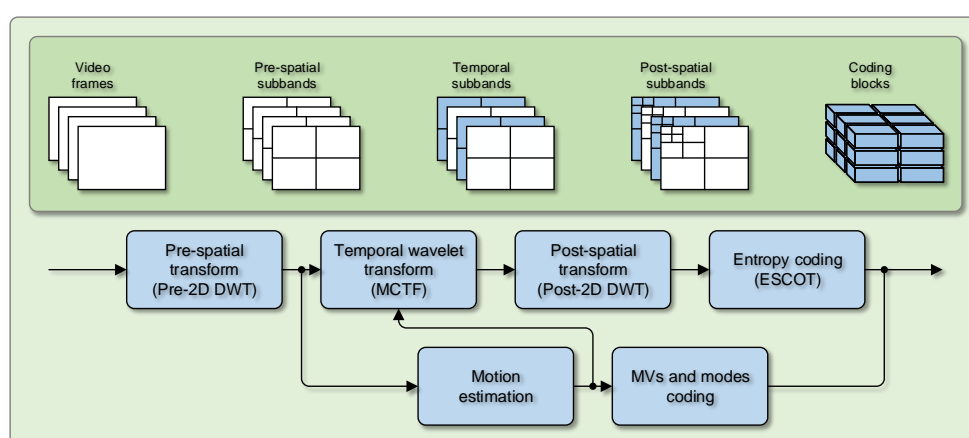 Video
frames
Pre-spatial
subbands
Temporal
subbands
Post-spatial
subbands
Coding
blocks
Pre-spatial
transform
(Pre-2D DWT)
Temporal wavelet
transform
(MCTF)
Post-spatial
transform
(Post-2D DWT)
Entropy coding
(ESCOT)
Motion
estimation
MVs and modes
coding